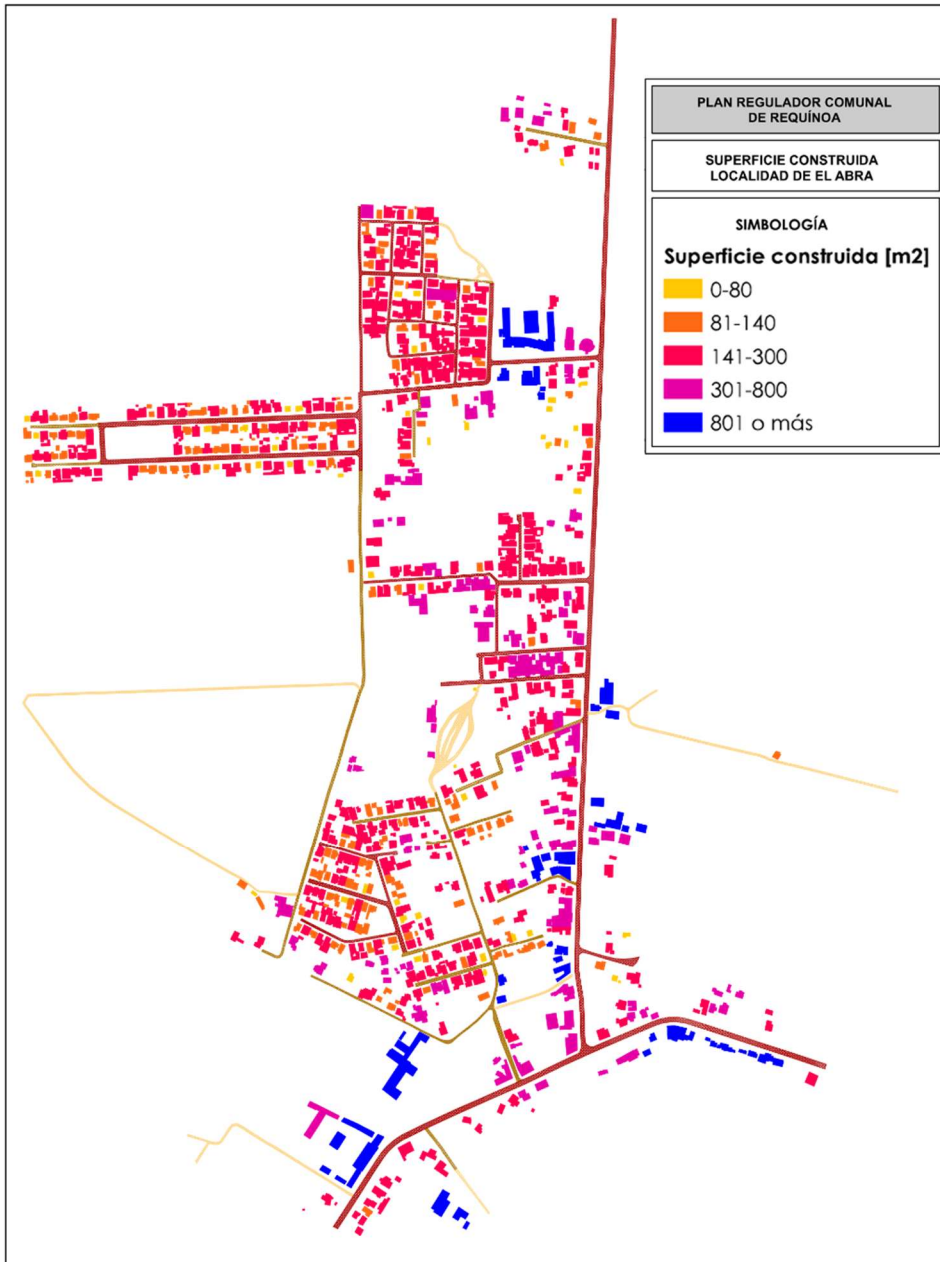 PLAN REGULADOR COMUNAL
DE REQUÍNOA
SUPERFICIE CONSTRUIDA
LOCALIDAD DE EL ABRA
SIMBOLOGÍA
Superficie construida [m2]
0-80
81-140
141-300
301-800
801 o más